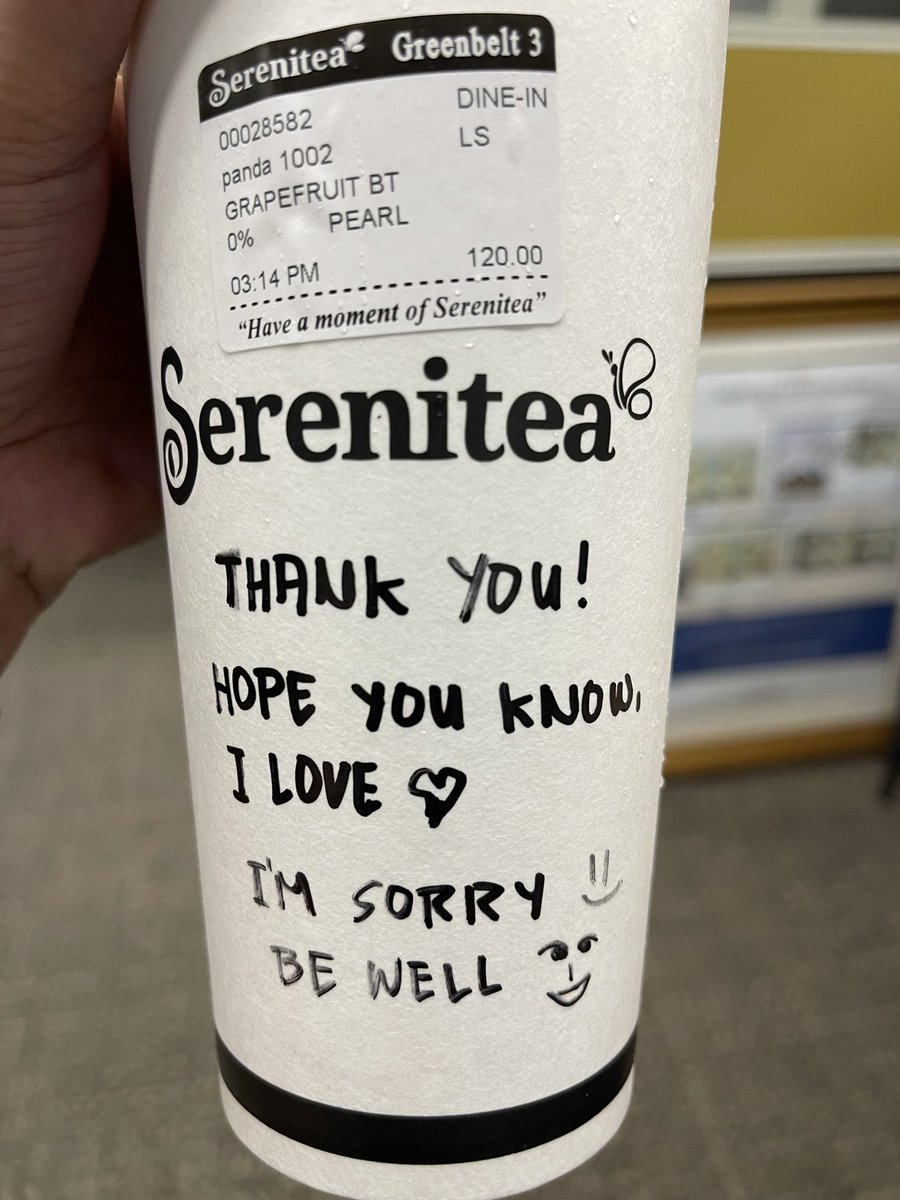 Serenitea Greenbelt 3
00028582 DINE-IN
panda 1002 LS
GRAPEFRUIT BT
0% PEARL
03:14 PM 120.00
“Have a moment of Serenitea”
Serenitea
THANK YOU!
HOPE YOU KNOW,
I LOVE
I'M SORRY
BE WELL